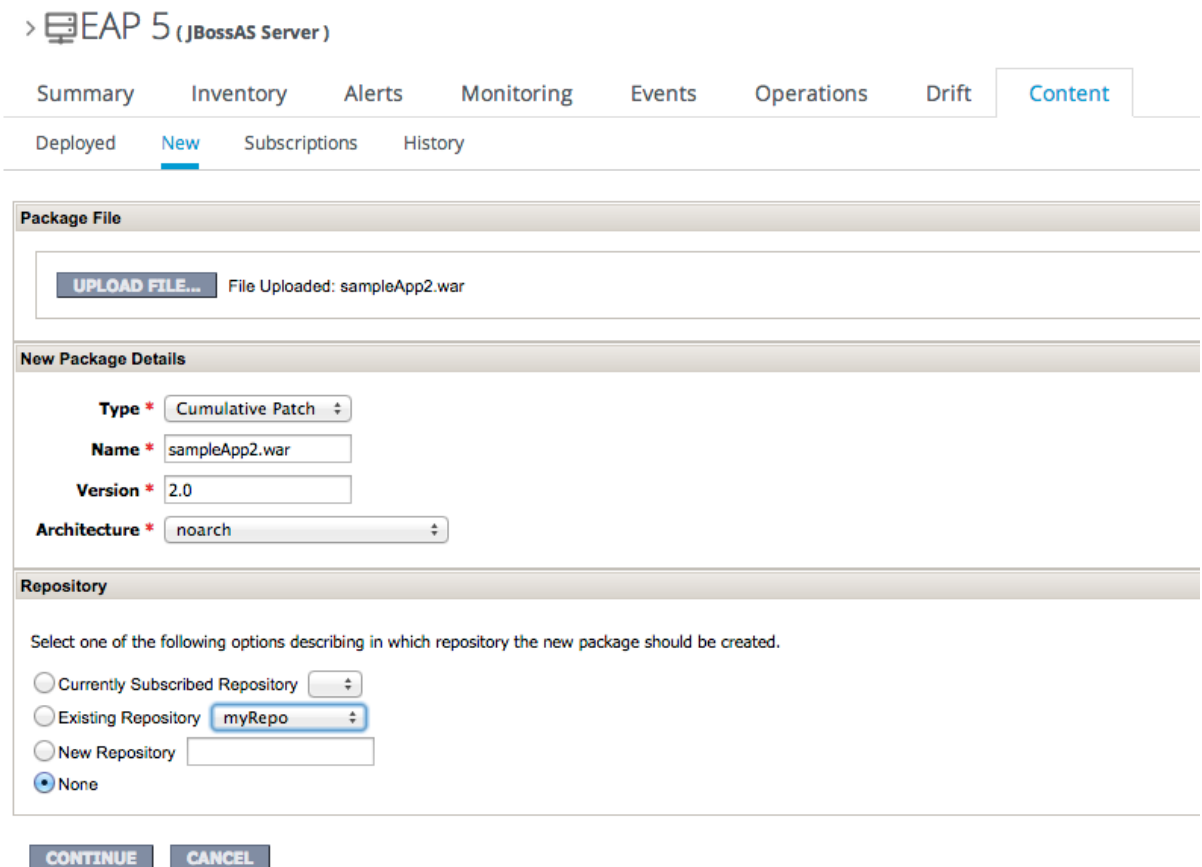 EAP 5 ( JBossAS Server )
Summary Inventory Alerts Monitoring Events Operations Drift Content
Deployed New Subscriptions History
Package File
UPLOAD FILE... File Uploaded: sampleApp2.war
New Package Details
Type * Cumulative Patch
Name * sampleApp2.war
Version * 2.0
Architecture * noarch
Repository
Select one of the following options describing in which repository the new package should be created.
Currently Subscribed Repository
Existing Repository myRepo
New Repository
None
CONTINUE CANCEL